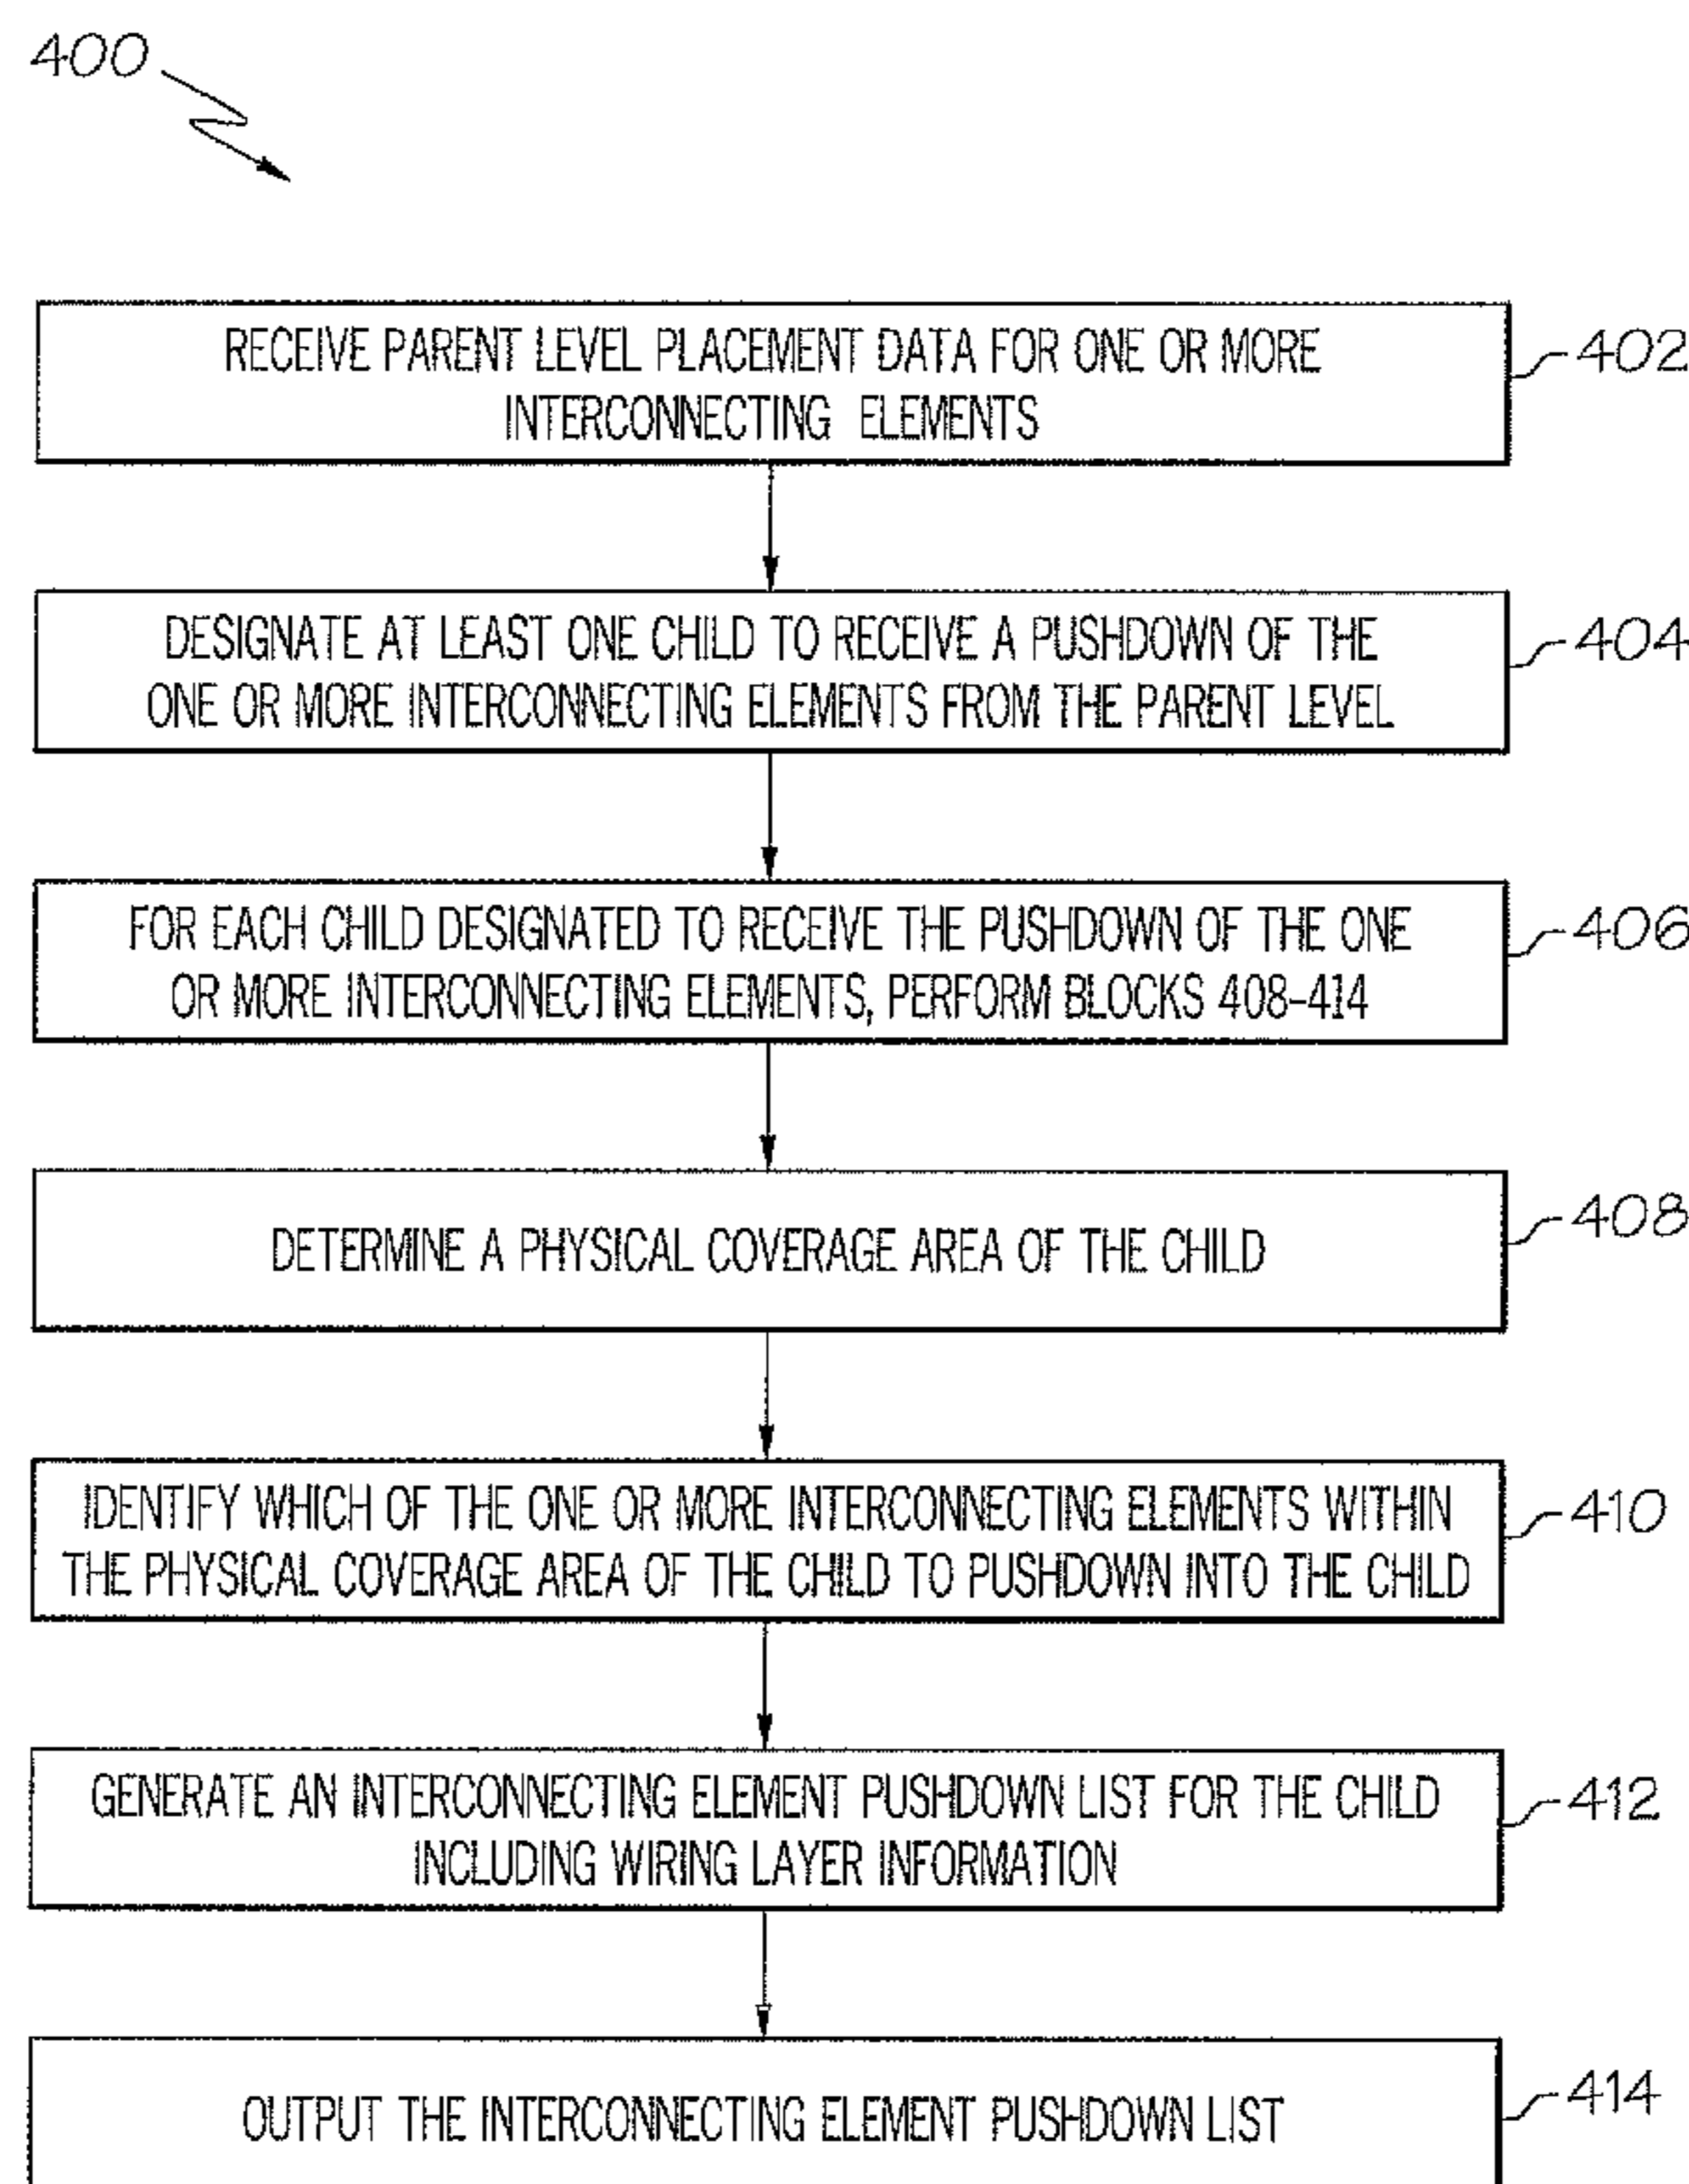 400
RECEIVE PARENT LEVEL PLACEMENT DATA FOR ONE OR MORE
INTERCONNECTING ELEMENTS
402
DESIGNATE AT LEAST ONE CHILD TO RECEIVE A PUSHDOWN OF THE
ONE OR MORE INTERCONNECTING ELEMENTS FROM THE PARENT LEVEL
404
FOR EACH CHILD DESIGNATED TO RECEIVE THE PUSHDOWN OF THE ONE
OR MORE INTERCONNECTING ELEMENTS, PERFORM BLOCKS 408-414
406
DETERMINE A PHYSICAL COVERAGE AREA OF THE CHILD
408
IDENTIFY WHICH OF THE ONE OR MORE INTERCONNECTING ELEMENTS WITHIN
THE PHYSICAL COVERAGE AREA OF THE CHILD TO PUSHDOWN INTO THE CHILD
410
GENERATE AN INTERCONNECTING ELEMENT PUSHDOWN LIST FOR THE CHILD
INCLUDING WIRING LAYER INFORMATION
412
OUTPUT THE INTERCONNECTING ELEMENT PUSHDOWN LIST
414